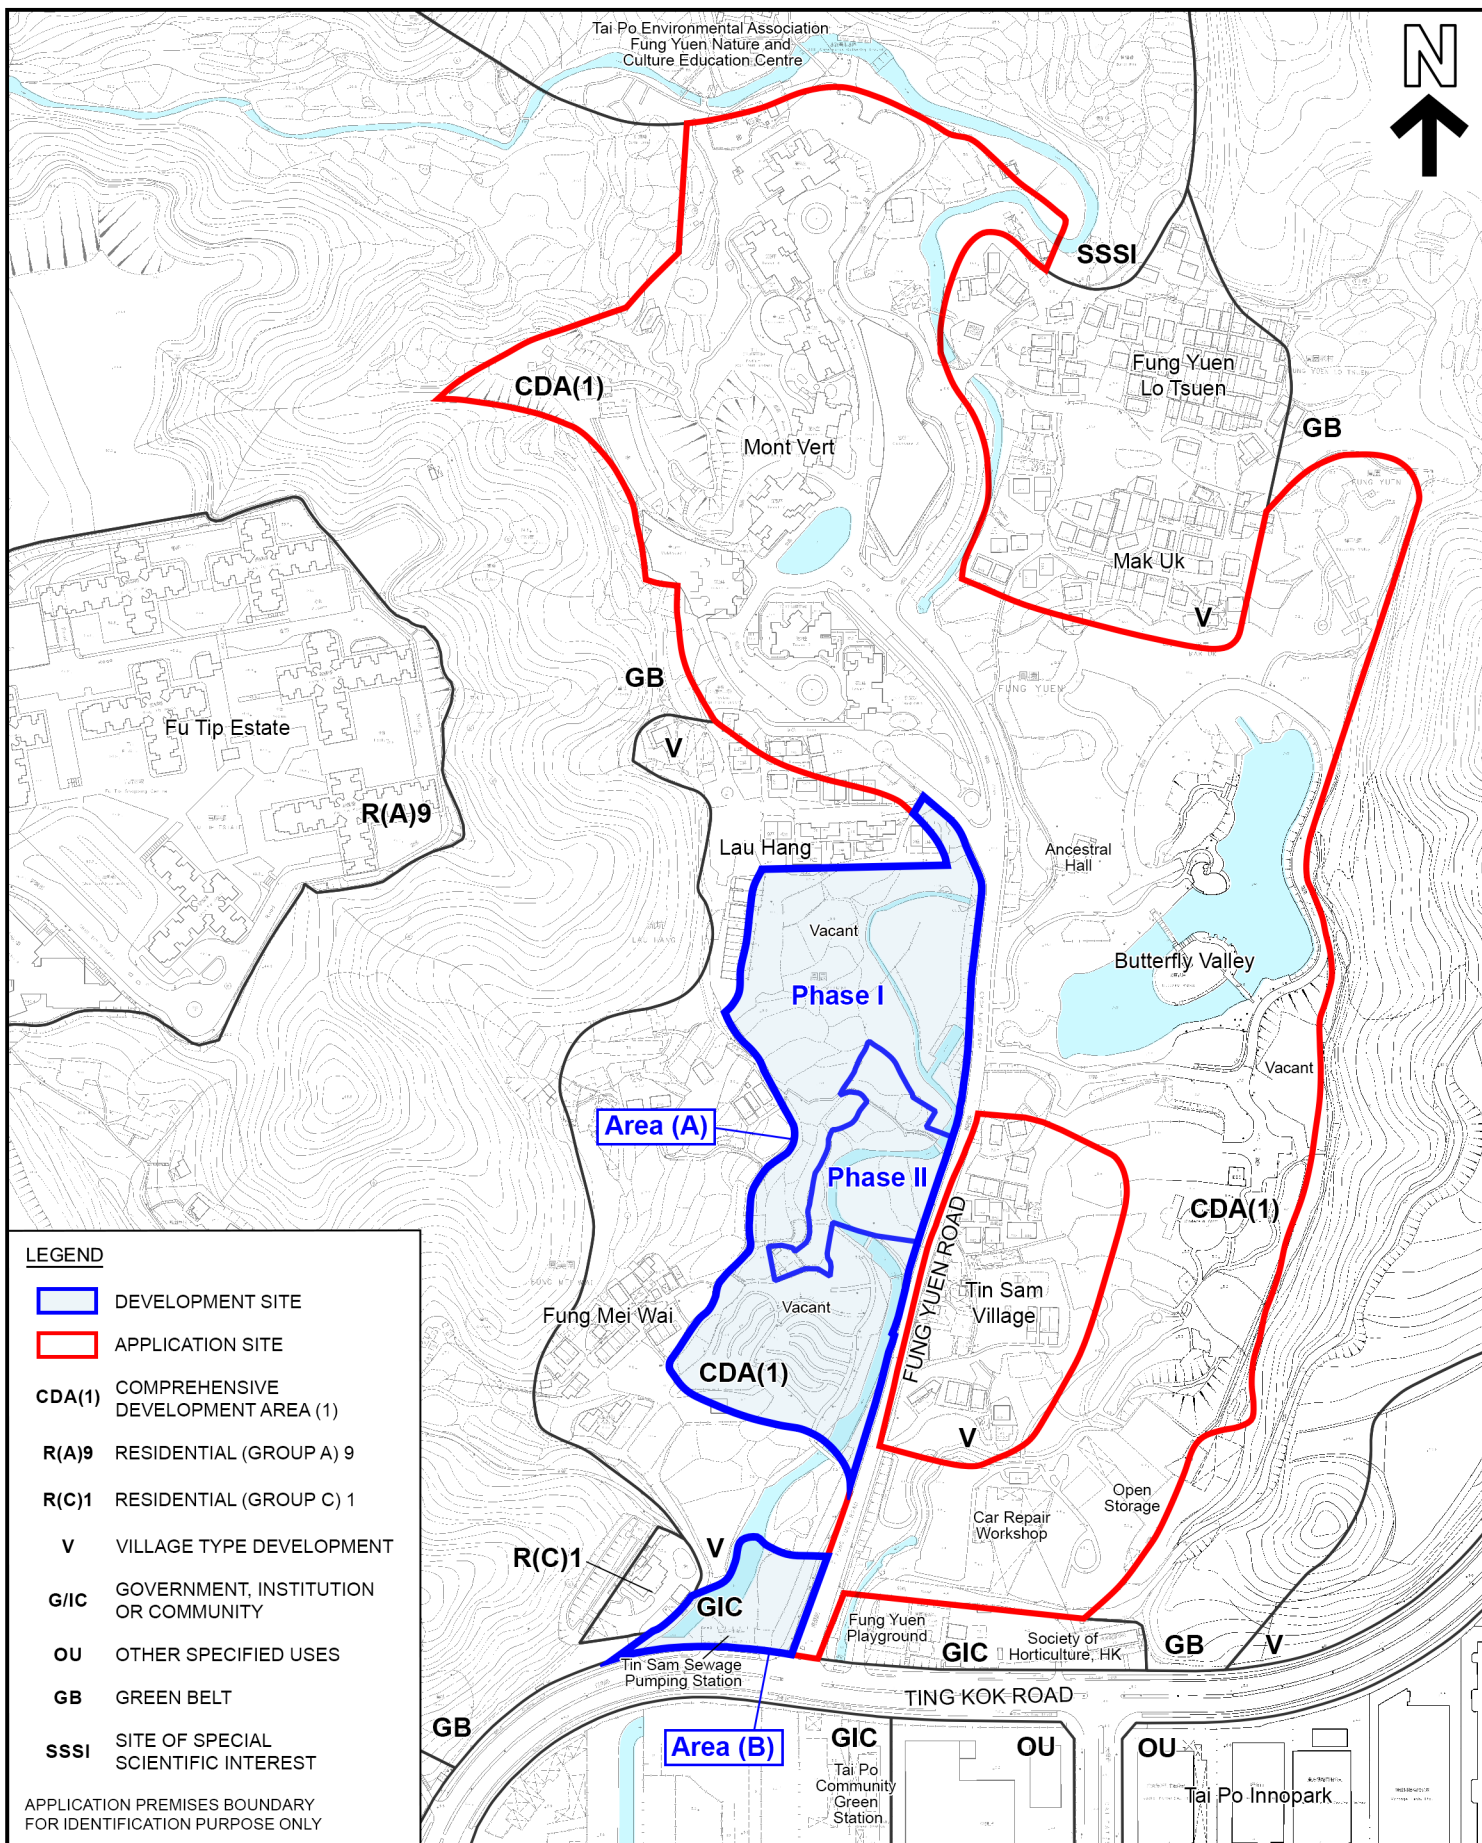 Tai Po Environmental Association
Fung Yuen Nature and
Culture Education Centre
N
SSSI
Fung Yuen
Lo Tsuen
CDA(1)
GB
Mont Vert
FUNG YUEN
Mak Uk
V
GB
FUNG YUEN
V
Fu Tip Estate
R(A)9
Lau Hang
Ancestral
Hall
Vacant
Butterfly Valley
Phase I
LAU HANG
Vacant
Area (A)
Phase II
CDA(1)
FUNG YUEN ROAD
Tin Sam
Village
Fung Mei Wai
Vacant
CDA(1)
V
Open
Storage
Car Repair
Workshop
V
R(C)1
GIC
Fung Yuen
Playground
GIC
Society of
Horticulture, HK
GB
V
Tin Sam Sewage
Pumping Station
TING KOK ROAD
GB
Area (B)
GIC
OU
OU
Tai Po
Community
Green
Station
Tai Po Innopark
LEGEND
DEVELOPMENT SITE
APPLICATION SITE
CDA(1) COMPREHENSIVE
DEVELOPMENT AREA (1)
R(A)9 RESIDENTIAL (GROUP A) 9
R(C)1 RESIDENTIAL (GROUP C) 1
V VILLAGE TYPE DEVELOPMENT
G/IC GOVERNMENT, INSTITUTION
OR COMMUNITY
OU OTHER SPECIFIED USES
GB GREEN BELT
SSSI SITE OF SPECIAL
SCIENTIFIC INTEREST
APPLICATION PREMISES BOUNDARY
FOR IDENTIFICATION PURPOSE ONLY